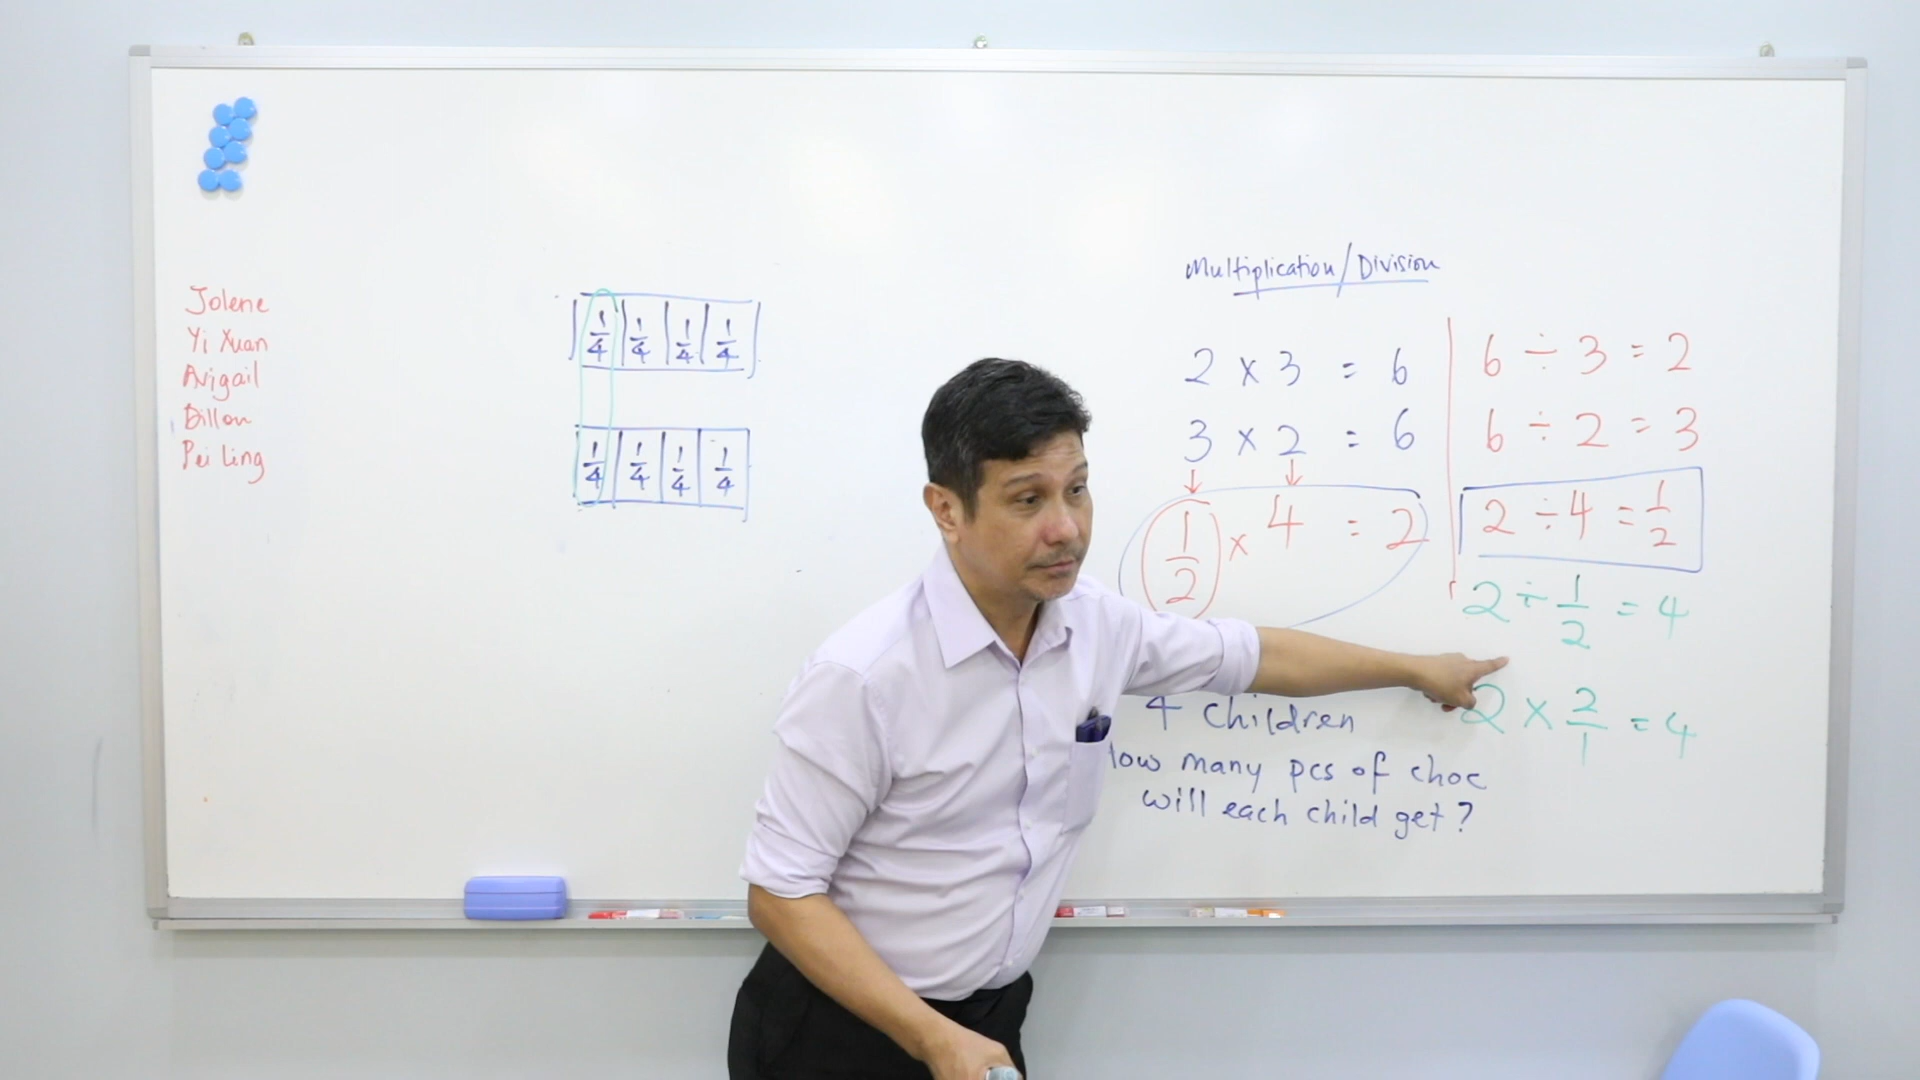 Jolene
Yi Xuan
Avigail
Dillon
Pei Ling
1/4 1/4 1/4 1/4
1/4 1/4 1/4 1/4
Multiplication/Division
2 x 3 = 6
3 x 2 = 6
1/2 x 4 = 2
6 ÷ 3 = 2
6 ÷ 2 = 3
2 ÷ 4 = 1/2
2 ÷ 1/2 = 4
2 x 2/1 = 4
4 children
many pcs of choc
will each child get?